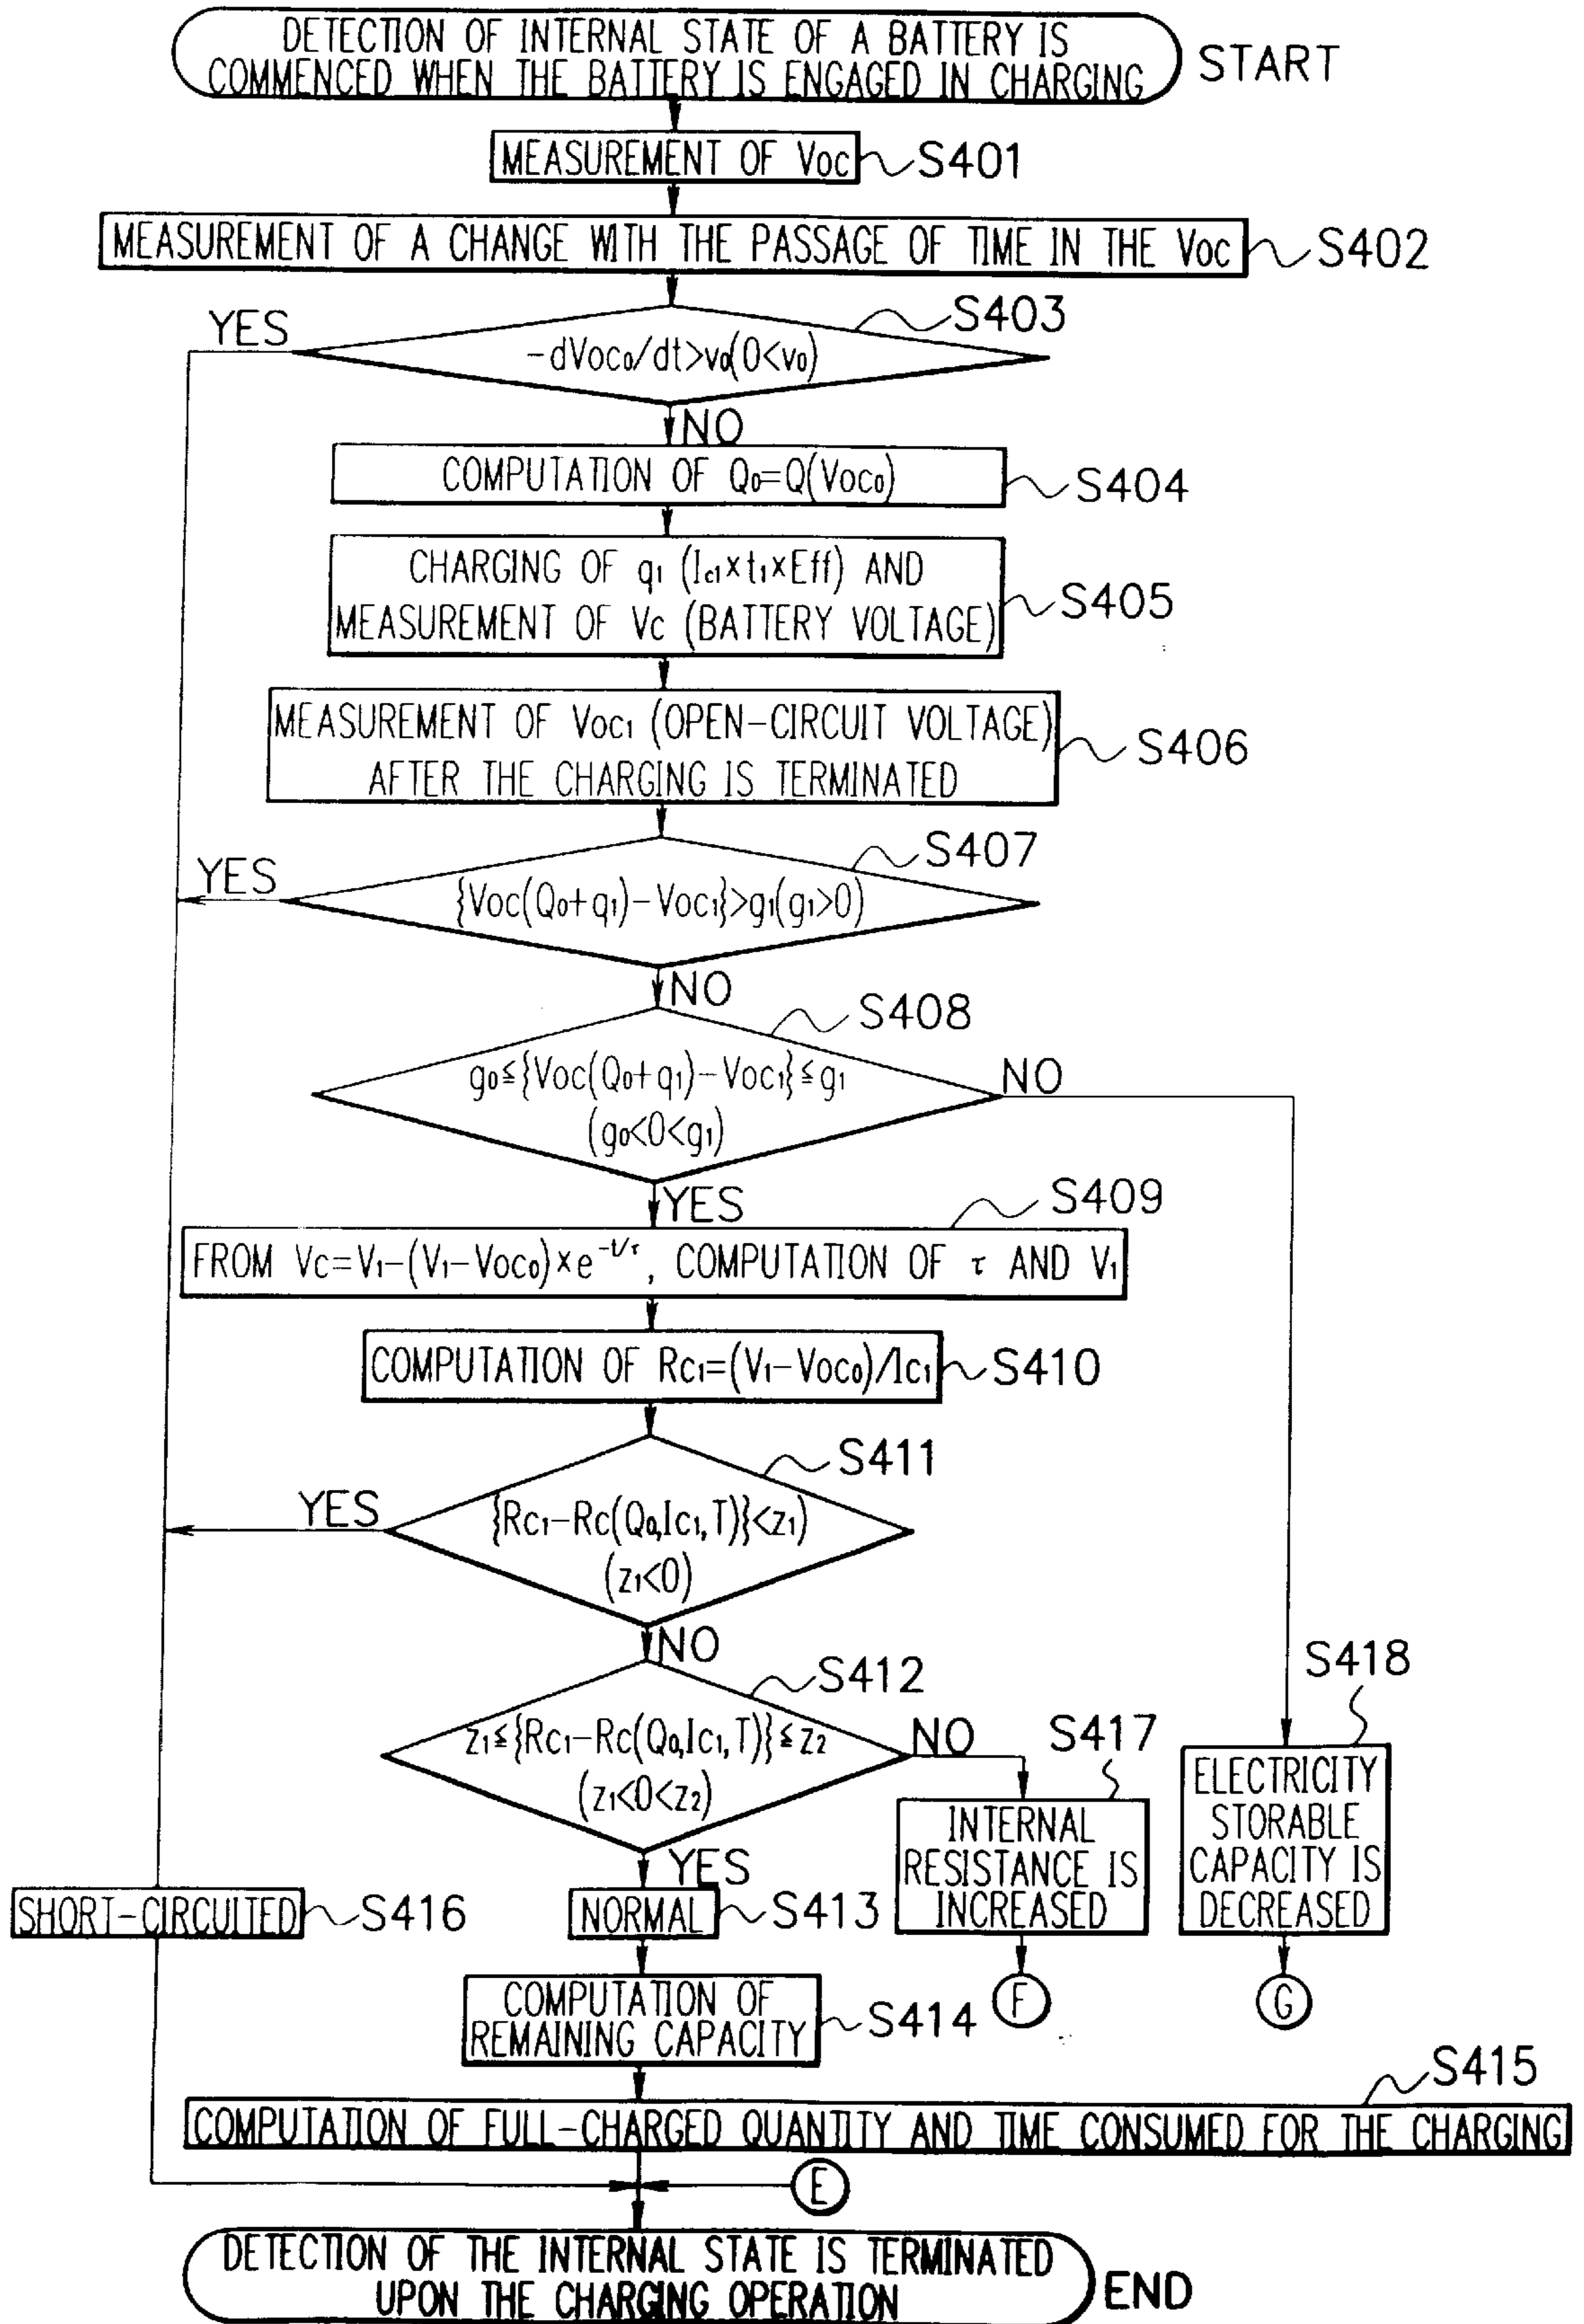 DETECTION OF INTERNAL STATE OF A BATTERY IS
COMMENCED WHEN THE BATTERY IS ENGAGED IN CHARGING
START
MEASUREMENT OF Voc
S401
MEASUREMENT OF A CHANGE WITH THE PASSAGE OF TIME IN THE Voc
S402
S403
YES
-dVoc₀/dt>v₀(0<v₀)
NO
COMPUTATION OF Q₀=Q(Voc₀)
S404
CHARGING OF q₁ (Ic₁×t₁×Eff) AND
MEASUREMENT OF Vc (BATTERY VOLTAGE)
S405
MEASUREMENT OF Voc₁ (OPEN-CIRCUIT VOLTAGE)
AFTER THE CHARGING IS TERMINATED
S406
S407
YES
{Voc(Q₀+q₁)-Voc₁}>g₁(g₁>0)
NO
S408
g₀≦{Voc(Q₀+q₁)-Voc₁}≦g₁
(g₀<0<g₁)
NO
YES
S409
FROM Vc=V₁-(V₁-Voc₀)×e^-t/τ, COMPUTATION OF τ AND V₁
COMPUTATION OF Rc₁=(V₁-Voc₀)/Ic₁
S410
S411
YES
{Rc₁-Rc(Q₀,Ic₁,T)}<z₁)
(z₁<0)
NO
S412
z₁≦{Rc₁-Rc(Q₀,Ic₁,T)}≦z₂
(z₁<0<z₂)
NO
YES
S417
INTERNAL
RESISTANCE IS
INCREASED
S418
ELECTRICITY
STORABLE
CAPACITY IS
DECREASED
SHORT-CIRCUITED
S416
NORMAL
S413
F
G
COMPUTATION OF
REMAINING CAPACITY
S414
S415
COMPUTATION OF FULL-CHARGED QUANTITY AND TIME CONSUMED FOR THE CHARGING
E
DETECTION OF THE INTERNAL STATE IS TERMINATED
UPON THE CHARGING OPERATION
END